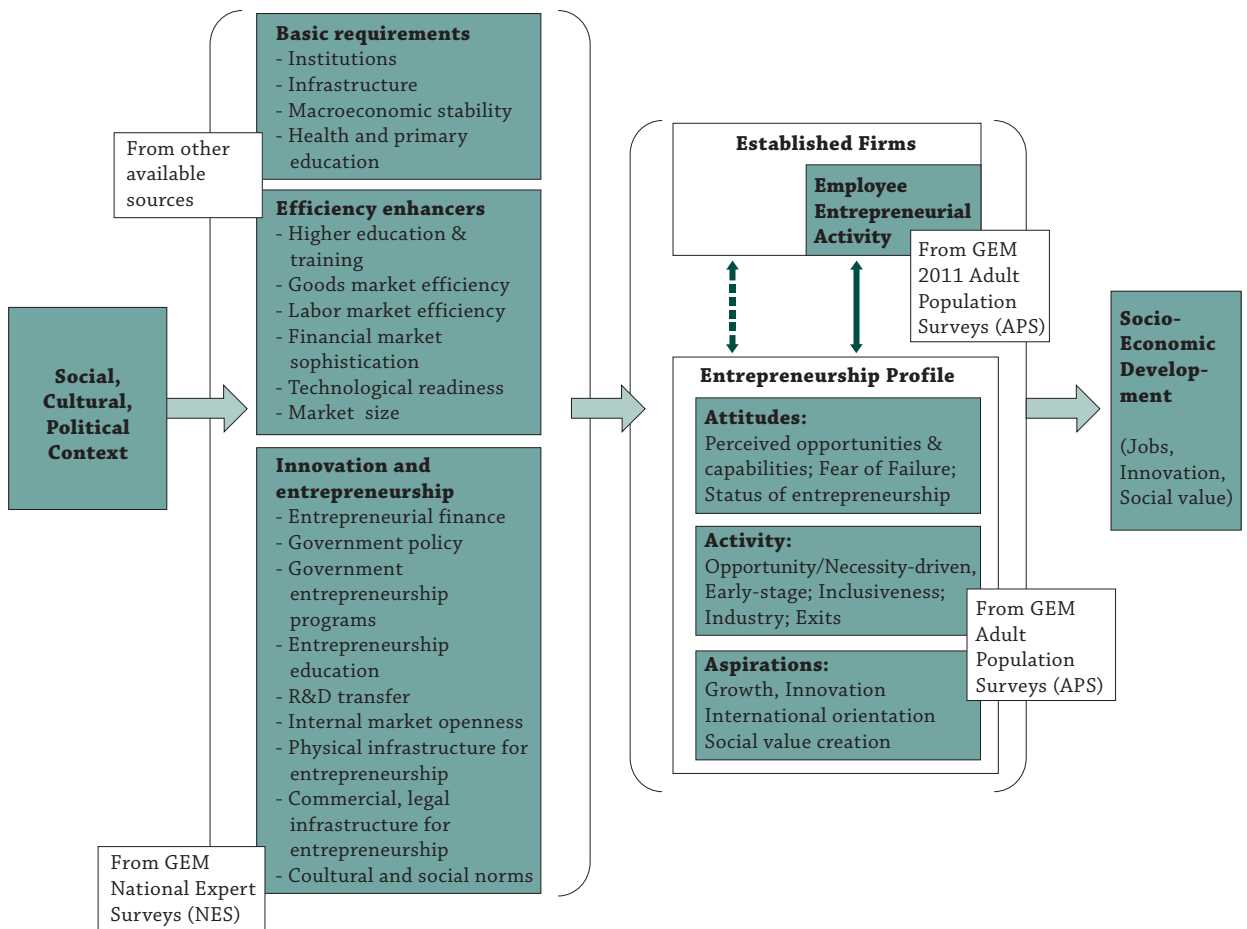 Social,
Cultural,
Political
Context
From other
available
sources
Basic requirements
- Institutions
- Infrastructure
- Macroeconomic stability
- Health and primary
education
Efficiency enhancers
- Higher education &
training
- Goods market efficiency
- Labor market efficiency
- Financial market
sophistication
- Technological readiness
- Market size
Innovation and
entrepreneurship
- Entrepreneurial finance
- Government policy
- Government
entrepreneurship
programs
- Entrepreneurship
education
- R&D transfer
- Internal market openness
- Physical infrastructure for
entrepreneurship
- Commercial, legal
infrastructure for
entrepreneurship
- Coultural and social norms
From GEM
National Expert
Surveys (NES)
Established Firms
Employee
Entrepreneurial
Activity
From GEM
2011 Adult
Population
Surveys (APS)
Entrepreneurship Profile
Attitudes:
Perceived opportunities &
capabilities; Fear of Failure;
Status of entrepreneurship
Activity:
Opportunity/Necessity-driven,
Early-stage; Inclusiveness;
Industry; Exits
Aspirations:
Growth, Innovation
International orientation
Social value creation
From GEM
Adult
Population
Surveys (APS)
Socio-
Economic
Develop-
ment
(Jobs,
Innovation,
Social value)